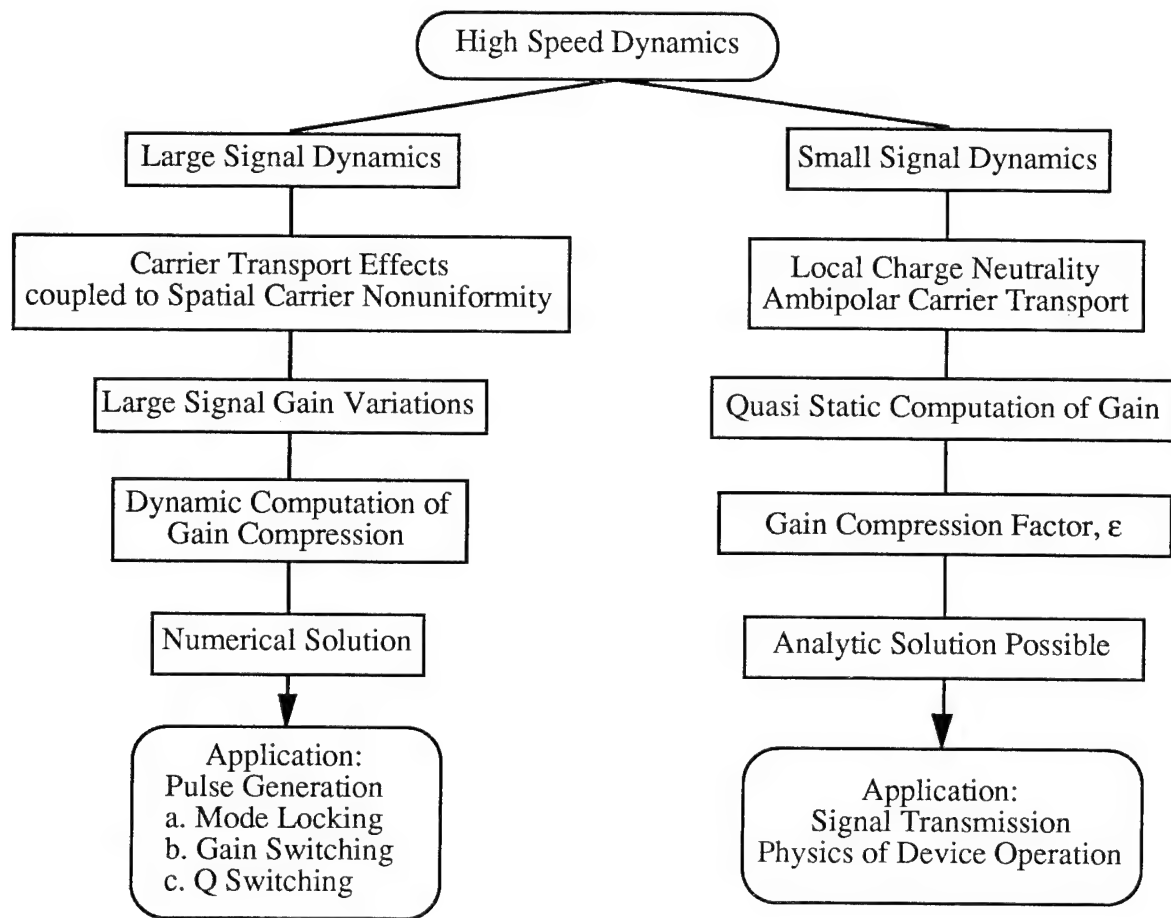 High Speed Dynamics
Large Signal Dynamics
Carrier Transport Effects
coupled to Spatial Carrier Nonuniformity
Large Signal Gain Variations
Dynamic Computation of
Gain Compression
Numerical Solution
Application:
Pulse Generation
a. Mode Locking
b. Gain Switching
c. Q Switching
Small Signal Dynamics
Local Charge Neutrality
Ambipolar Carrier Transport
Quasi Static Computation of Gain
Gain Compression Factor, ε
Analytic Solution Possible
Application:
Signal Transmission
Physics of Device Operation